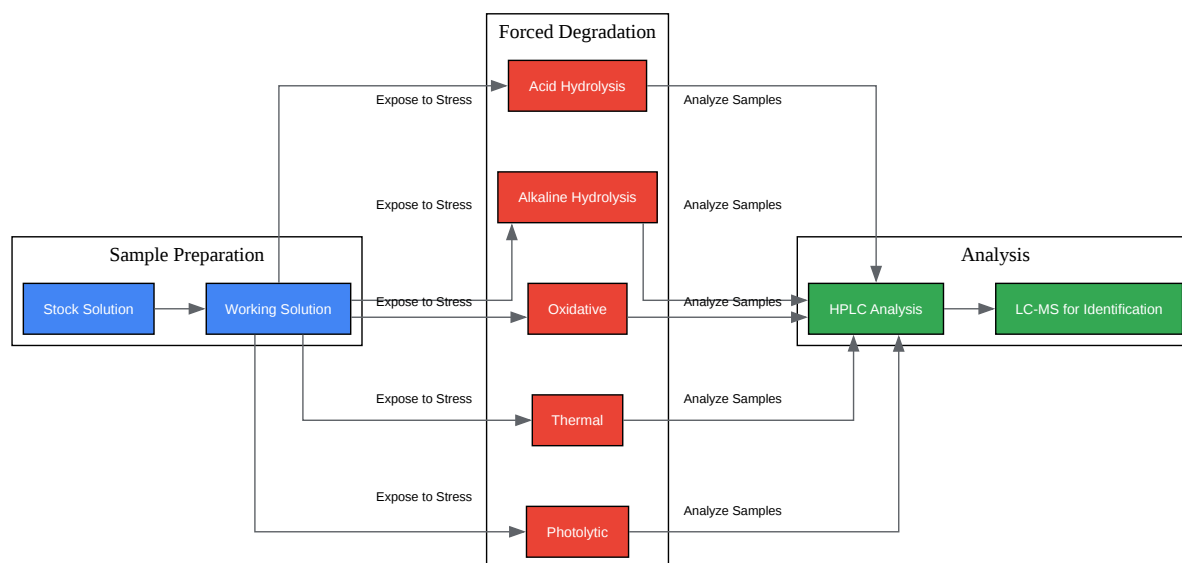 Forced Degradation
Acid Hydrolysis
Expose to Stress
Analyze Samples
Alkaline Hydrolysis
Expose to Stress
Analyze Samples
Sample Preparation
Analysis
Stock Solution
Working Solution
Expose to Stress
Oxidative
Analyze Samples
HPLC Analysis
LC-MS for Identification
Expose to Stress
Thermal
Analyze Samples
Expose to Stress
Photolytic
Analyze Samples